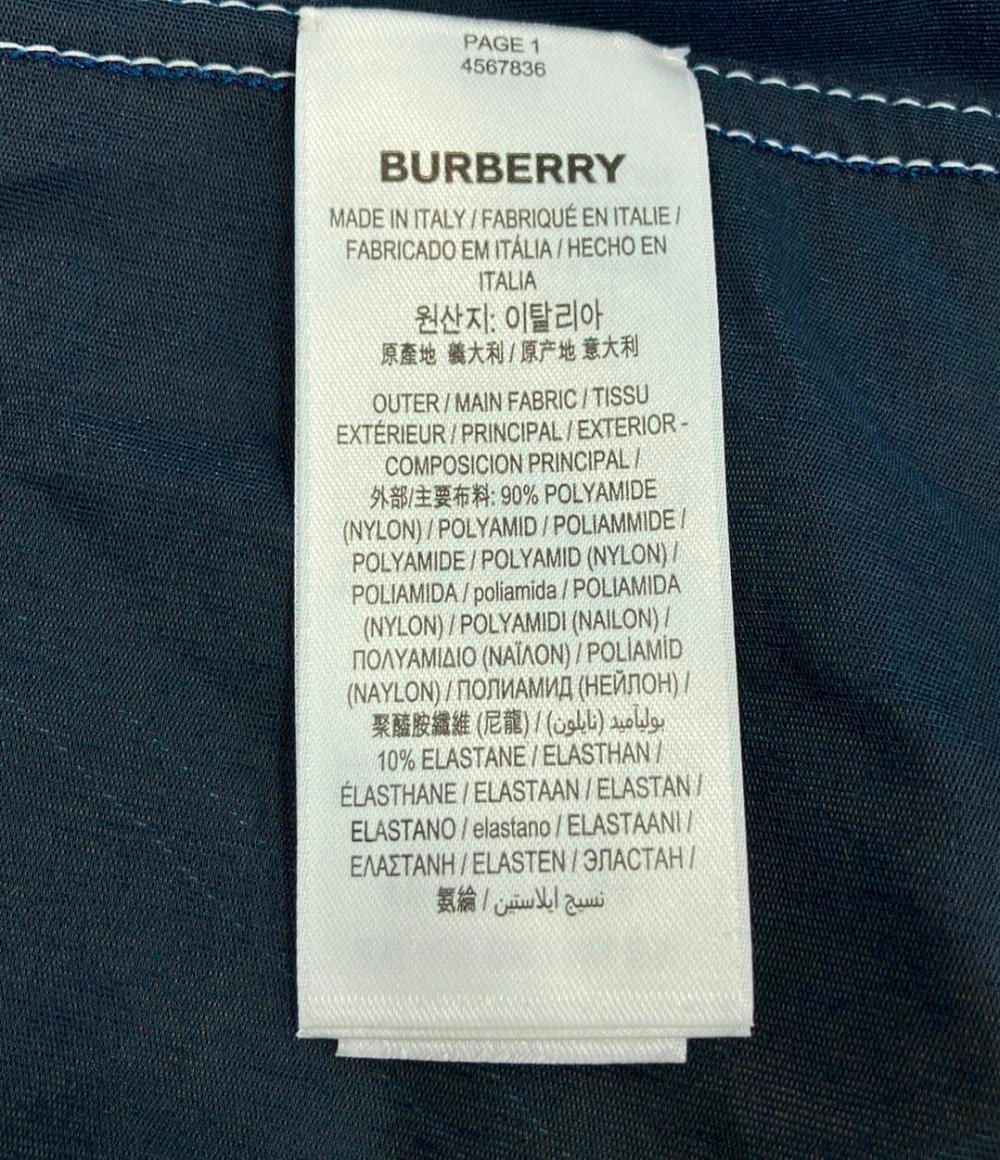 PAGE 1
4567836
BURBERRY
MADE IN ITALY / FABRIQUÉ EN ITALIE /
FABRICADO EM ITÁLIA / HECHO EN
ITALIA
원산지: 이탈리아
原產地 義大利 / 原产地 意大利
OUTER / MAIN FABRIC / TISSU
EXTÉRIEUR / PRINCIPAL / EXTERIOR -
COMPOSICION PRINCIPAL /
外部/主要布料: 90% POLYAMIDE
(NYLON) / POLYAMID / POLIAMMIDE /
POLYAMIDE / POLYAMID (NYLON) /
POLIAMIDA / poliamida / POLIAMIDA
(NYLON) / POLYAMIDI (NAILON) /
ΠΟΛΥΑΜΙΔΙΟ (ΝΑΪΛΟΝ) / POLİAMİD
(NAYLON) / ПОЛИАМИД (НЕЙЛОН) /
聚醯胺纖維 (尼龍) / بوليآميد (نايلون)
10% ELASTANE / ELASTHAN /
ÉLASTHANE / ELASTAAN / ELASTAN /
ELASTANO / elastano / ELASTAANI /
ΕΛΑΣΤΑΝΗ / ELASTEN / ЭЛАСТАН /
氨綸 / نسيج ايلاستين